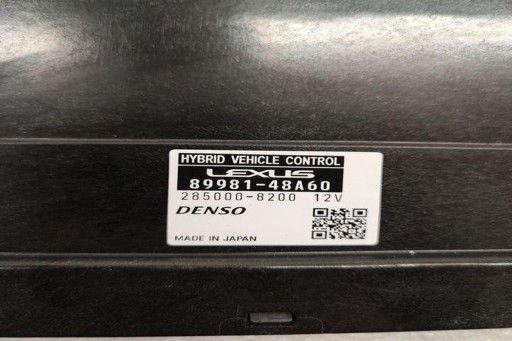 HYBRID VEHICLE CONTROL
LEXUS
89981-48A60
285000-8200 12V
DENSO
MADE IN JAPAN